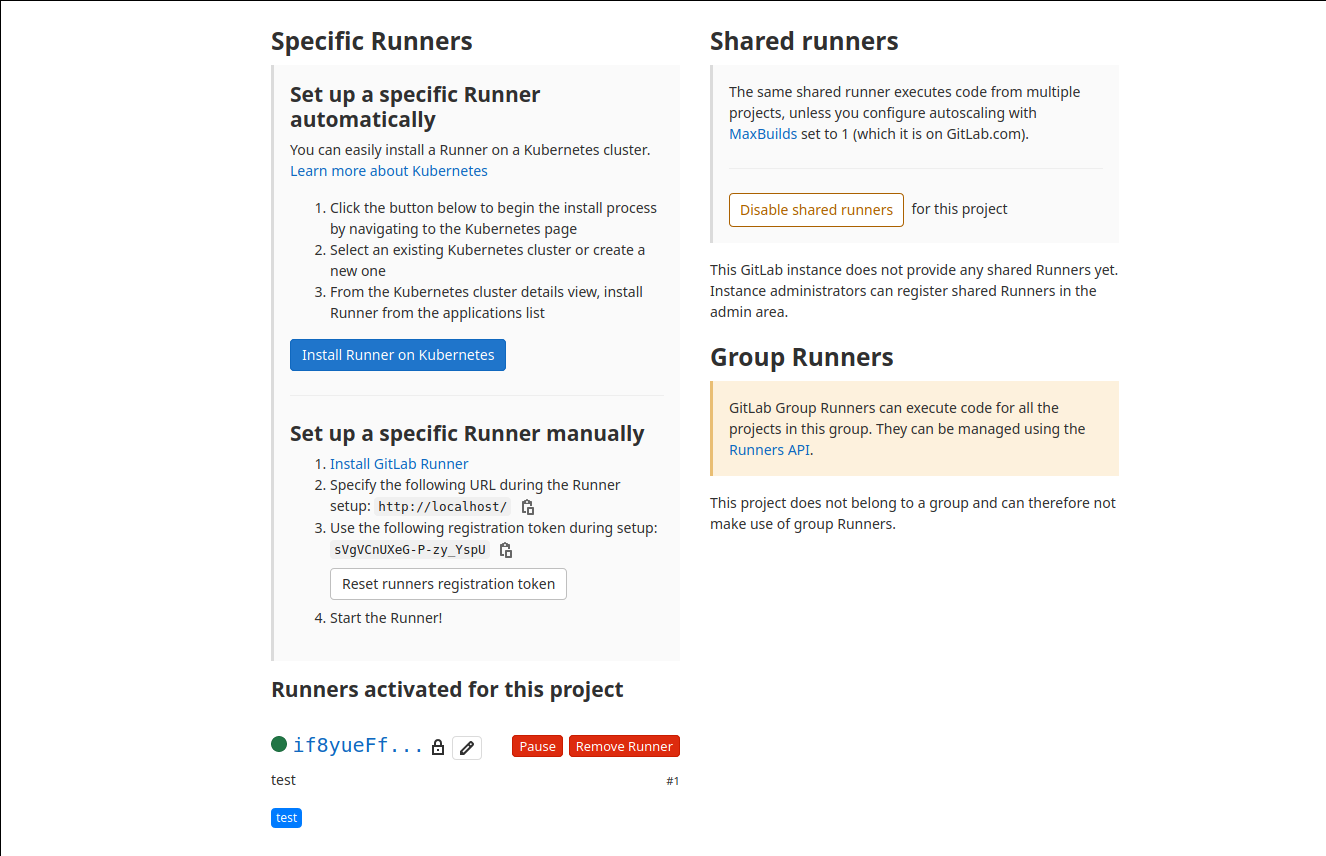 Specific Runners
Set up a specific Runner
automatically
You can easily install a Runner on a Kubernetes cluster.
Learn more about Kubernetes
1. Click the button below to begin the install process
by navigating to the Kubernetes page
2. Select an existing Kubernetes cluster or create a
new one
3. From the Kubernetes cluster details view, install
Runner from the applications list
Install Runner on Kubernetes
Set up a specific Runner manually
1. Install GitLab Runner
2. Specify the following URL during the Runner
setup: http://localhost/
3. Use the following registration token during setup:
sVgVCnUXeG-P-zy_YspU
Reset runners registration token
4. Start the Runner!
Runners activated for this project
if8yueFf...
Pause
Remove Runner
test
#1
test
Shared runners
The same shared runner executes code from multiple
projects, unless you configure autoscaling with
MaxBuilds set to 1 (which it is on GitLab.com).
Disable shared runners for this project
This GitLab instance does not provide any shared Runners yet.
Instance administrators can register shared Runners in the
admin area.
Group Runners
GitLab Group Runners can execute code for all the
projects in this group. They can be managed using the
Runners API.
This project does not belong to a group and can therefore not
make use of group Runners.